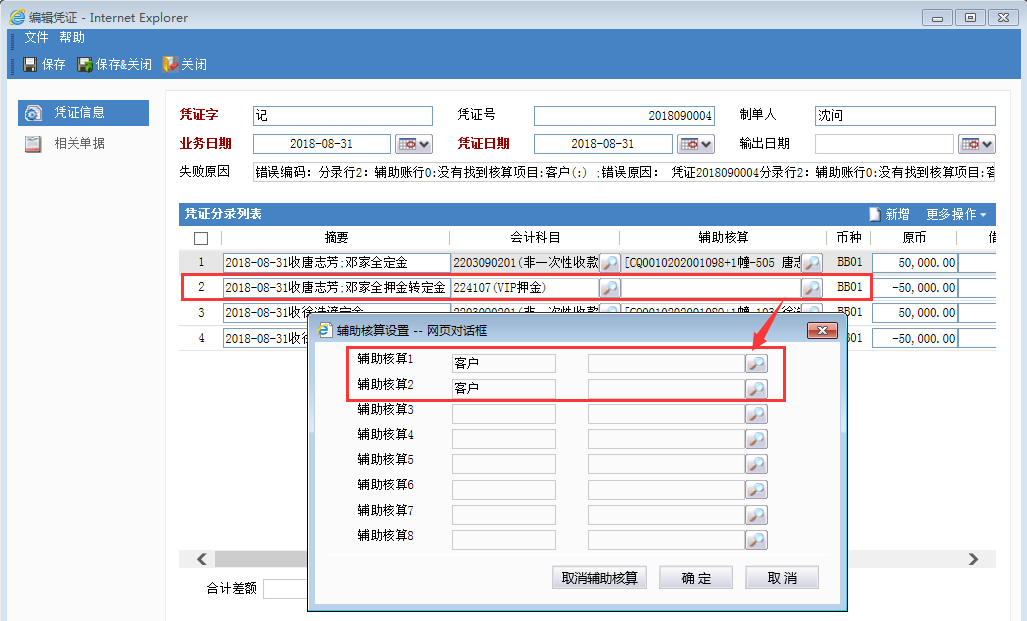 编辑凭证 - Internet Explorer
文件 帮助
保存 保存&关闭 关闭
凭证信息
相关单据
凭证字 记 凭证号 2018090004 制单人 沈问
业务日期 2018-08-31 凭证日期 2018-08-31 输出日期
失败原因 错误编码: 分录行2: 辅助账行0:没有找到核算项目:客户(:) ;错误原因: 凭证2018090004分录行2: 辅助账行0:没有找到核算项目:客
凭证分录列表 新增 更多操作
摘要 会计科目 辅助核算 币种 原币 借
1 2018-08-31收唐志芳;邓家全定金 2203090201(非一次性收款 [CQ0010202001098+1幢-505 唐志 BB01 50,000.00
2 2018-08-31收唐志芳;邓家全押金转定金 224107(VIP押金) BB01 -50,000.00
3 2018-08-31收徐 BB01 50,000.00
4 2018-08-31收 B01 -50,000.00
辅助核算设置 -- 网页对话框
辅助核算1 客户
辅助核算2 客户
辅助核算3
辅助核算4
辅助核算5
辅助核算6
辅助核算7
辅助核算8
取消辅助核算 确定 取消
合计差额